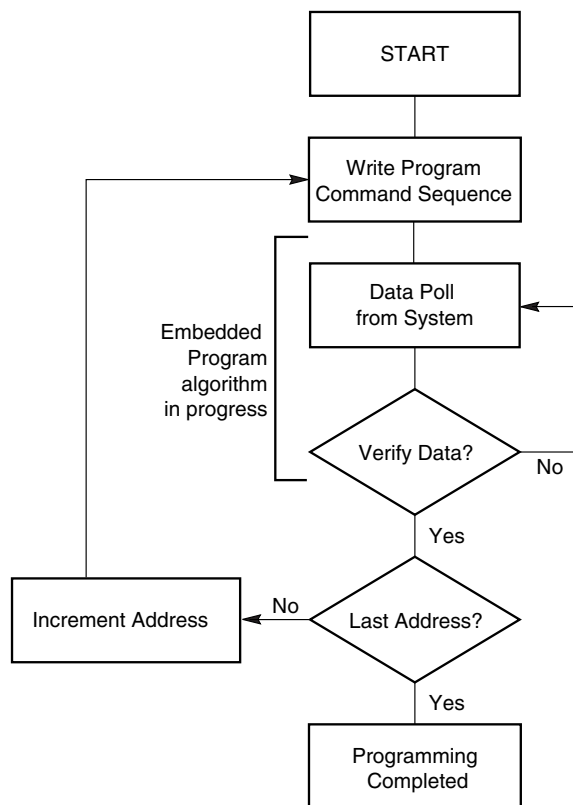 START
Write Program
Command Sequence
Data Poll
from System
Embedded
Program
algorithm
in progress
Verify Data?
No
Yes
Increment Address
No
Last Address?
Yes
Programming
Completed